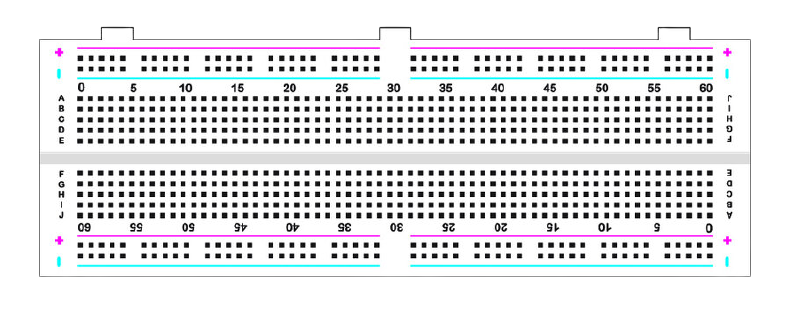 + +
- -
0 5 10 15 20 25 30 35 40 45 50 55 60
A J
B I
C H
D G
E F
F E
G D
H C
I B
J A
60 55 50 45 40 35 30 25 20 15 10 5 0
+ +
- -